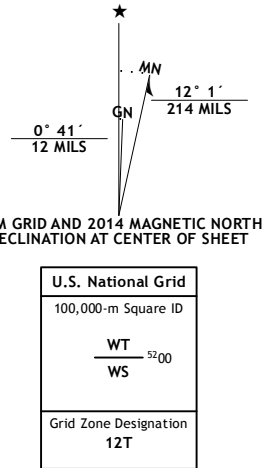 ★
MN
GN
12° 1´
214 MILS
0° 41´
12 MILS
M GRID AND 2014 MAGNETIC NORTH
ECLINATION AT CENTER OF SHEET
U.S. National Grid
100,000-m Square ID
WT
5200
WS
Grid Zone Designation
12T